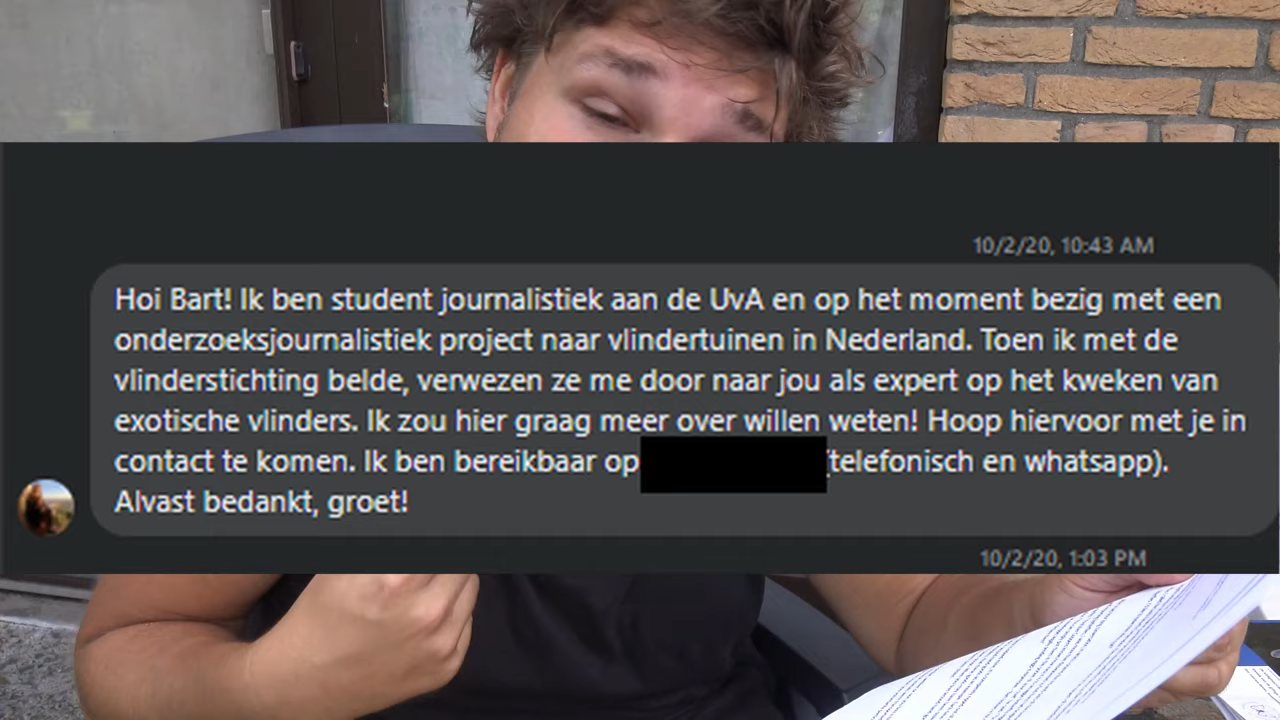 10/2/20, 10:43 AM
Hoi Bart! Ik ben student journalistiek aan de UvA en op het moment bezig met een
onderzoeksjournalistiek project naar vlindertuinen in Nederland. Toen ik met de
vlinderstichting belde, verwezen ze me door naar jou als expert op het kweken van
exotische vlinders. Ik zou hier graag meer over willen weten! Hoop hiervoor met je in
contact te komen. Ik ben bereikbaar op (telefonisch en whatsapp).
Alvast bedankt, groet!
10/2/20, 1:03 PM